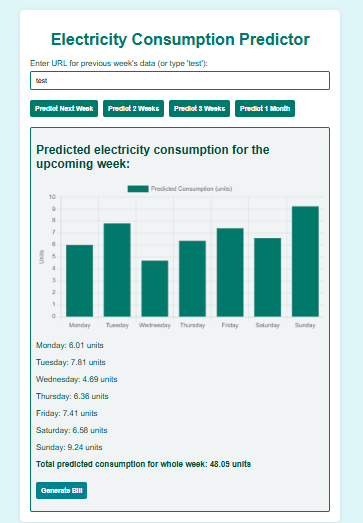 Electricity Consumption Predictor
Enter URL for previous week's data (or type 'test'):
test
Predict Next Week Predict 2 Weeks Predict 3 Weeks Predict 1 Month
Predicted electricity consumption for the
upcoming week:
Predicted Consumption (units)
10
9
8
7
6
5
4
3
2
1
0
Units
Monday Tuesday Wednesday Thursday Friday Saturday Sunday
Monday: 6.01 units
Tuesday: 7.81 units
Wednesday: 4.69 units
Thursday: 6.36 units
Friday: 7.41 units
Saturday: 6.58 units
Sunday: 9.24 units
Total predicted consumption for whole week: 48.09 units
Generate Bill